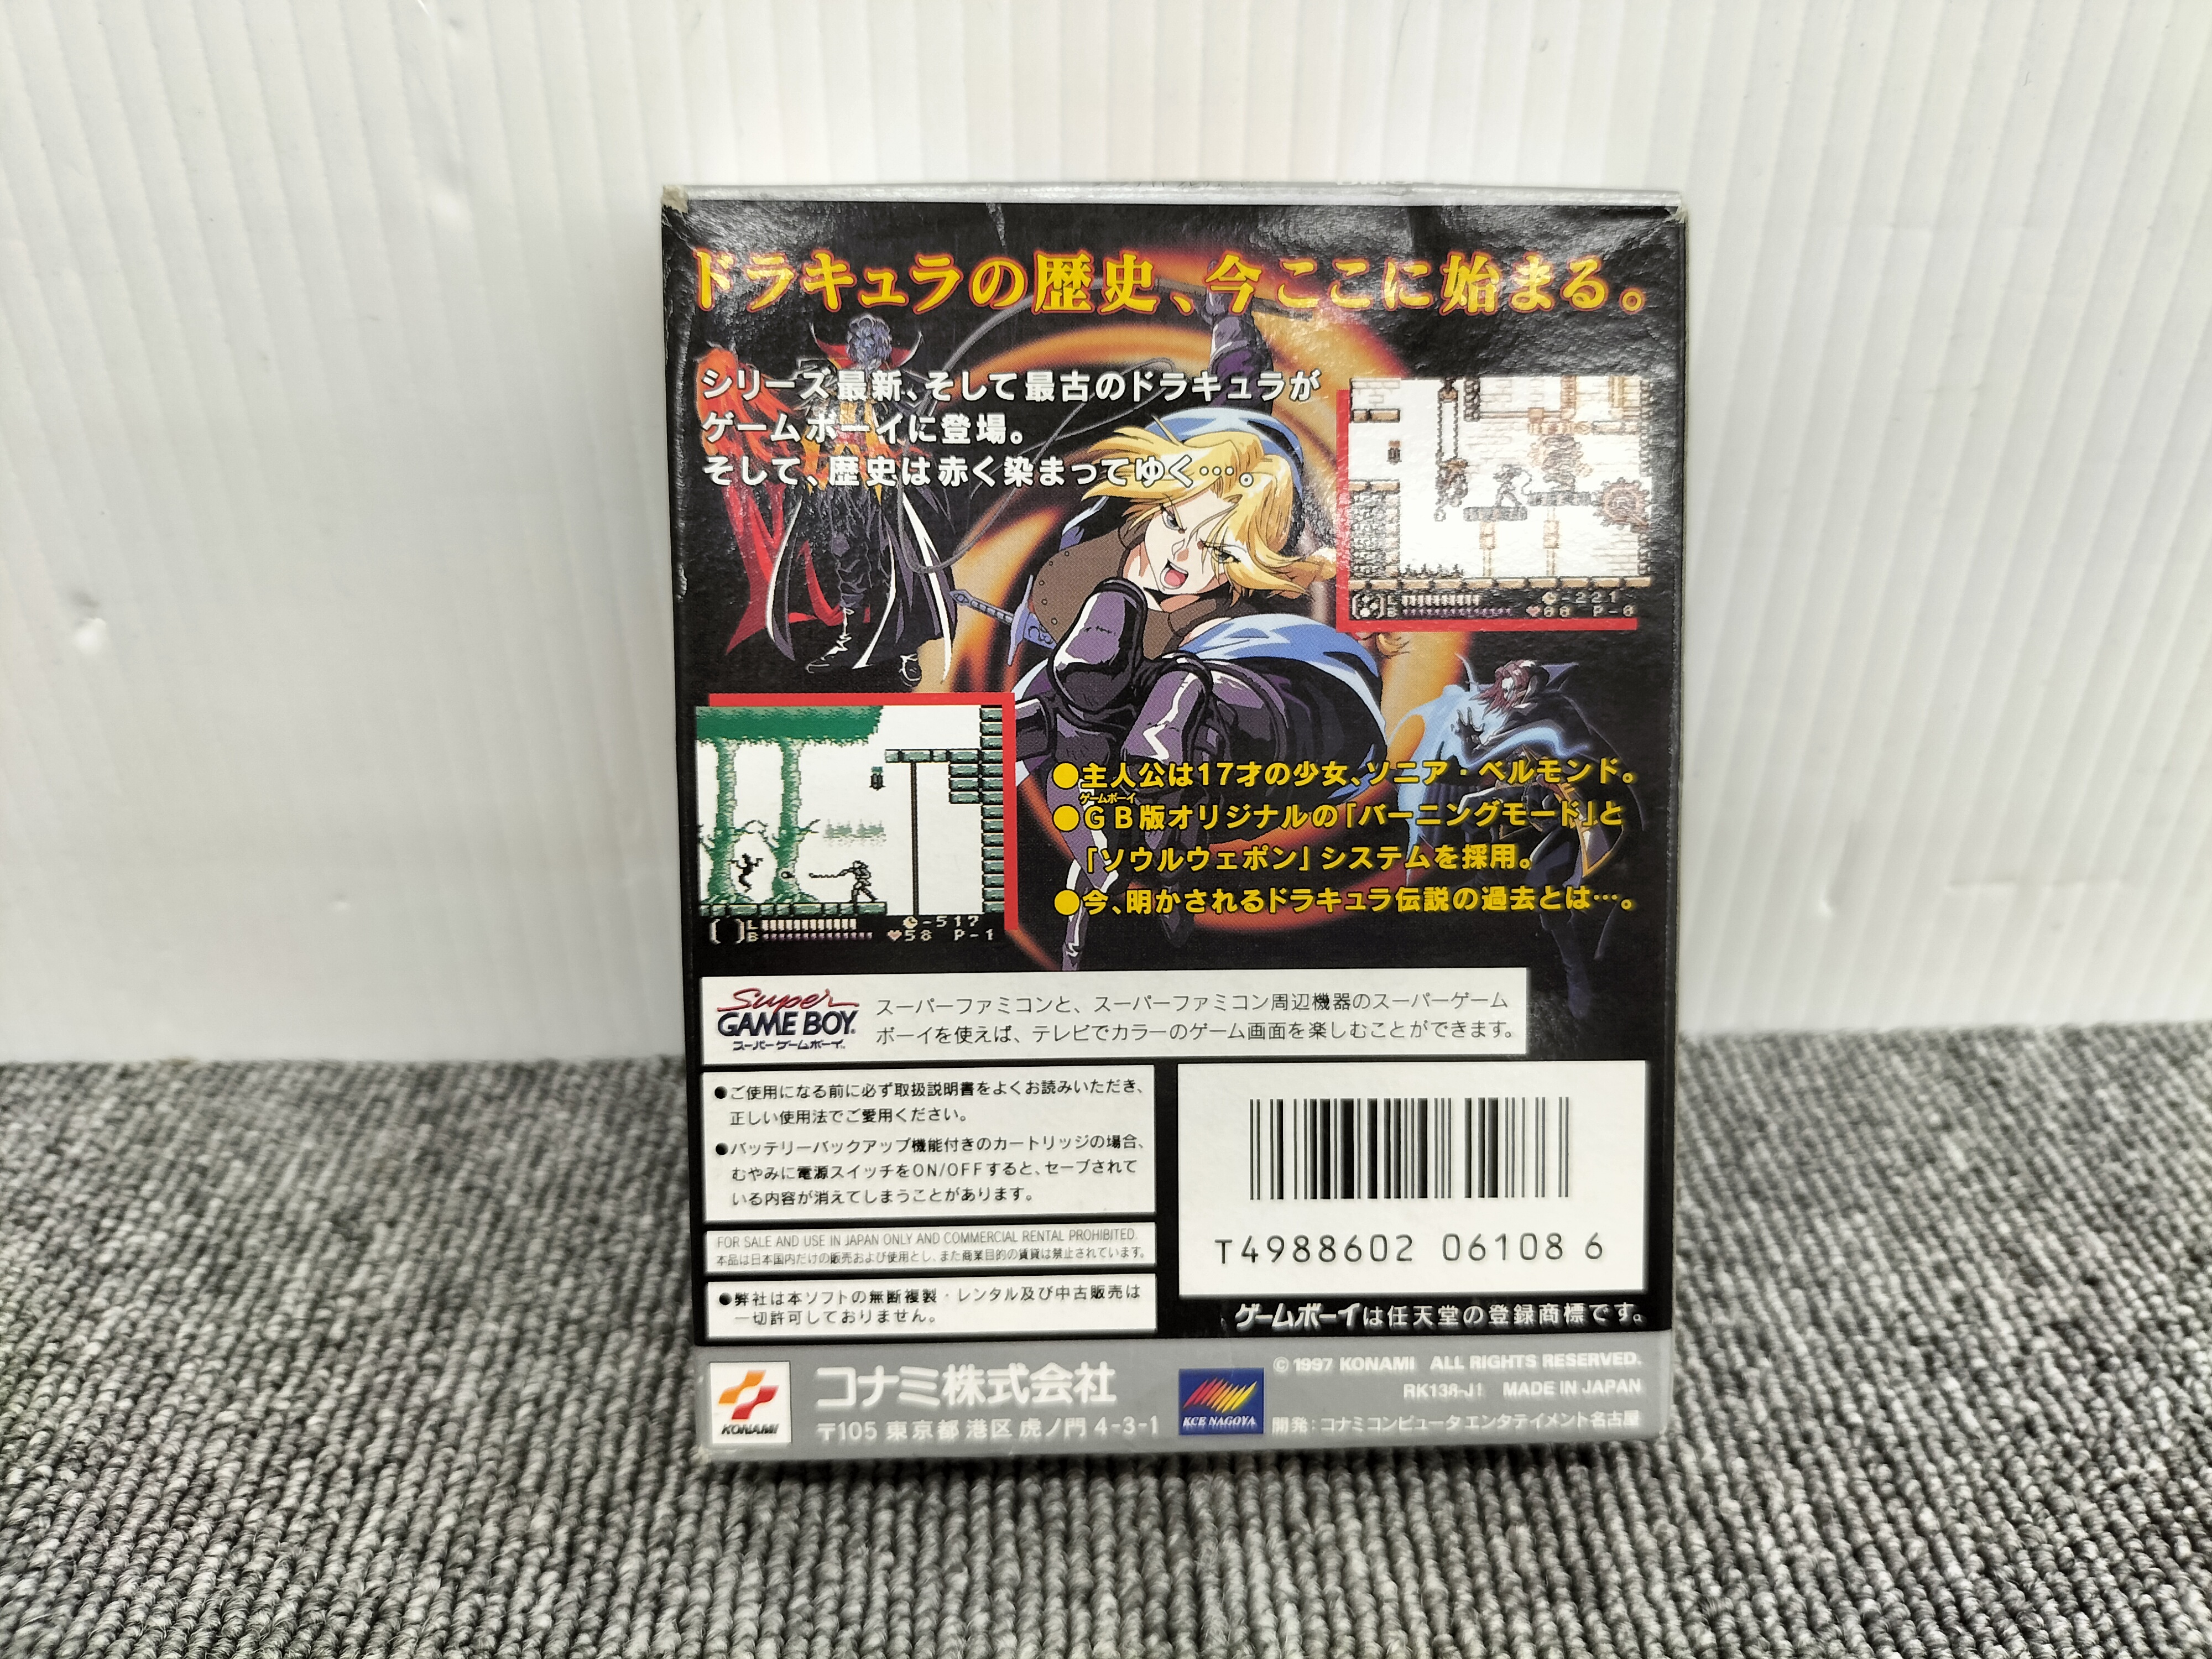 ドラキュラの歴史、今ここに始まる。
シリーズ最新、そして最古のドラキュラが
ゲームボーイに登場。
そして、歴史は赤く染まってゆく…。
-221
P-6
-517
58 P-1
●主人公は17才の少女、ソニア・ベルモンド。
ゲームボーイ
●GB版オリジナルの「バーニングモード」と
「ソウルウェポン」システムを採用。
●今、明かされるドラキュラ伝説の過去とは…。
Super
GAME BOY
スーパーゲームボーイ
スーパーファミコンと、スーパーファミコン周辺機器のスーパーゲーム
ボーイを使えば、テレビでカラーのゲーム画面を楽しむことができます。
●ご使用になる前に必ず取扱説明書をよくお読みいただき、
正しい使用法でご愛用ください。
●バッテリーバックアップ機能付きのカートリッジの場合、
むやみに電源スイッチをON/OFFすると、セーブされて
いる内容が消えてしまうことがあります。
FOR SALE AND USE IN JAPAN ONLY AND COMMERCIAL RENTAL PROHIBITED.
本品は日本国内だけの販売および使用とし、また商業目的の賃貸は禁止されています。
●弊社は本ソフトの無断複製・レンタル及び中古販売は
一切許可しておりません。
T4988602 06108 6
ゲームボーイは任天堂の登録商標です。
KONAMI
コナミ株式会社
〒105 東京都 港区 虎ノ門 4-3-1
KCE NAGOYA
© 1997 KONAMI ALL RIGHTS RESERVED.
RK138-J1 MADE IN JAPAN
開発：コナミコンピュータエンタテイメント名古屋